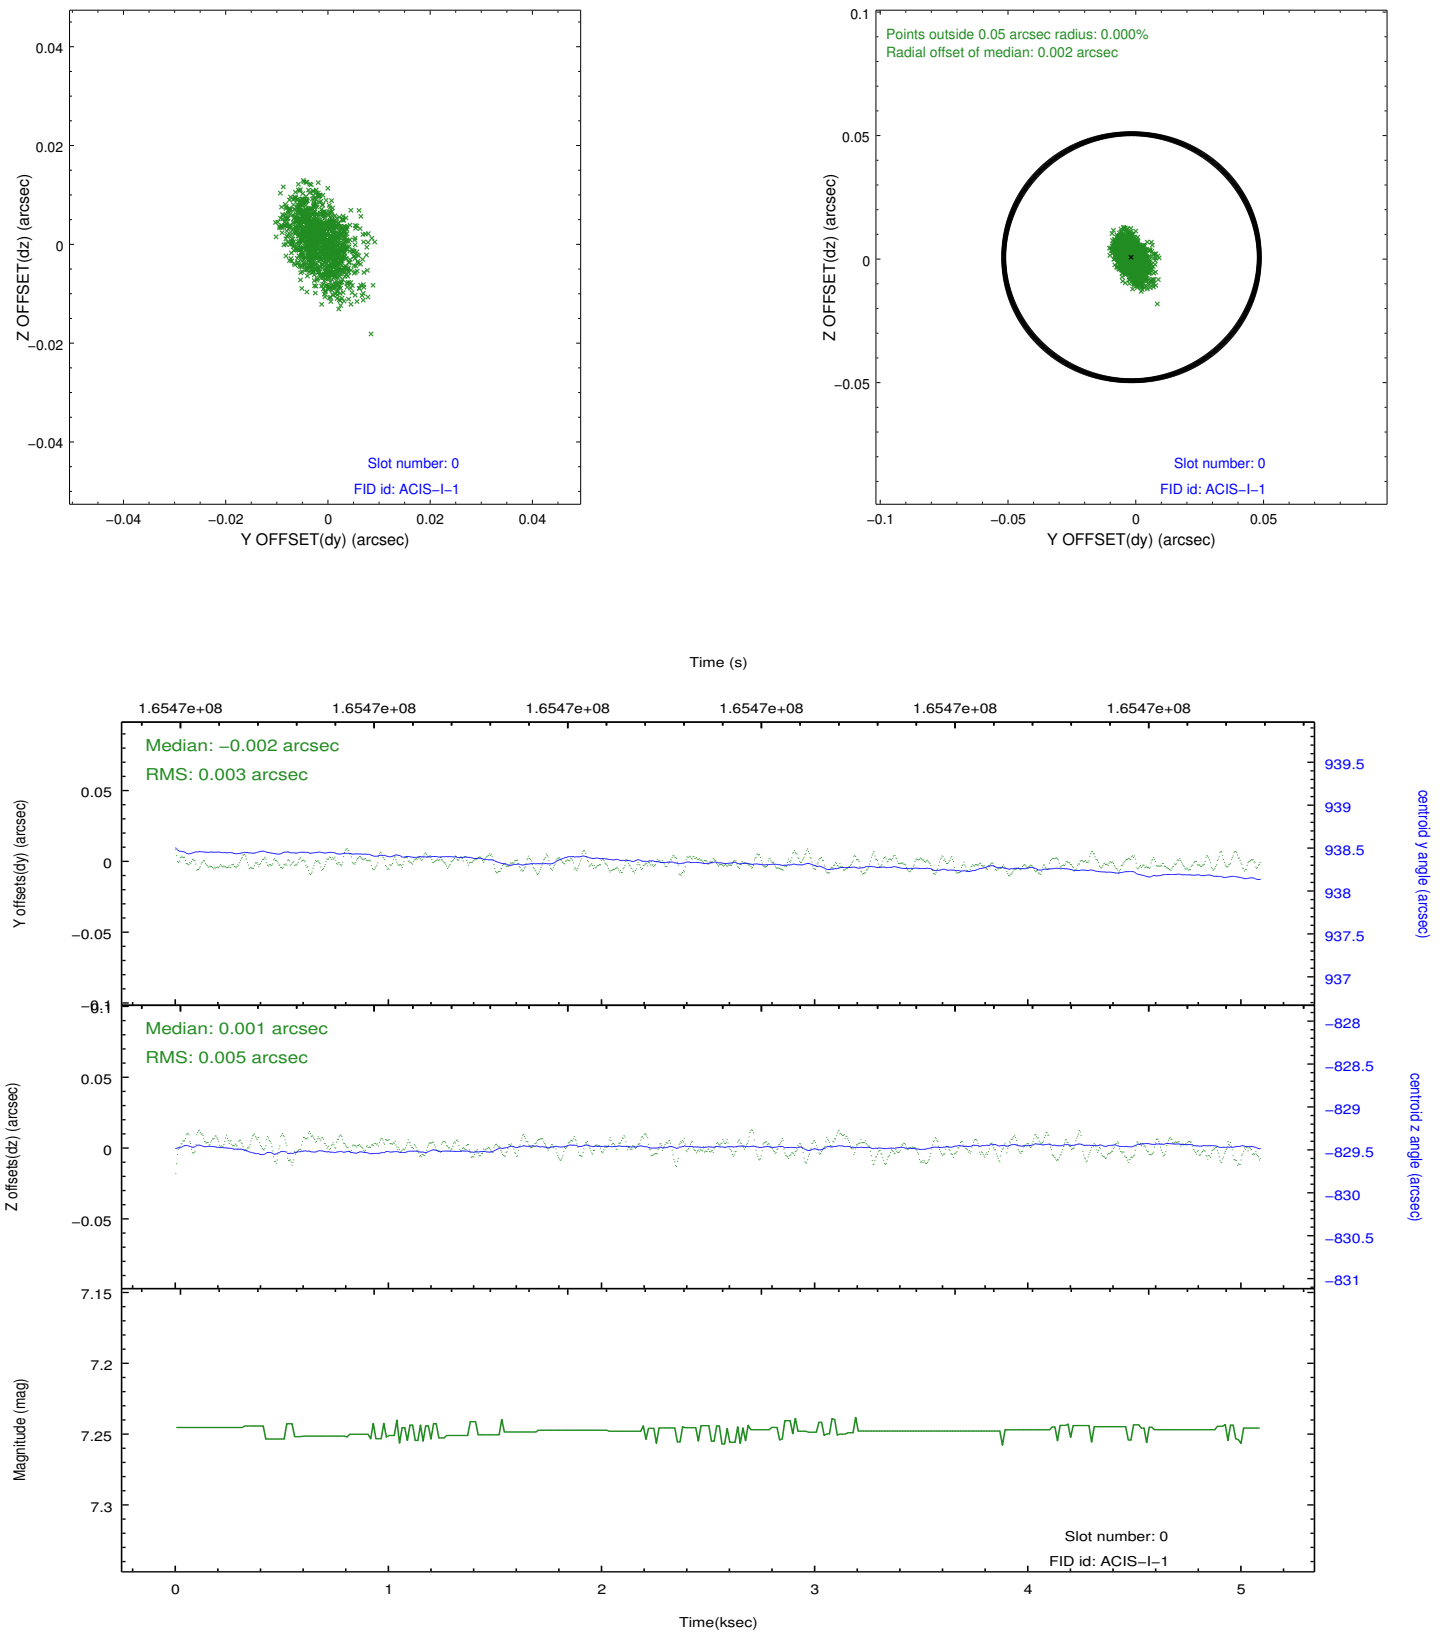 0.04
0.02
0
−0.02
−0.04
Z OFFSET(dz) (arcsec)
Slot number: 0
FID id: ACIS−I−1
−0.04
−0.02
0
0.02
0.04
Y OFFSET(dy) (arcsec)
0.1
0.05
0
−0.05
Z OFFSET(dz) (arcsec)
Points outside 0.05 arcsec radius: 0.000%
Radial offset of median: 0.002 arcsec
Slot number: 0
FID id: ACIS−I−1
−0.1
−0.05
0
0.05
Y OFFSET(dy) (arcsec)
Time (s)
1.6547e+08
1.6547e+08
1.6547e+08
1.6547e+08
1.6547e+08
1.6547e+08
Median: −0.002 arcsec
RMS: 0.003 arcsec
0.05
0
−0.05
−0.1
Y offsets(dy) (arcsec)
939.5
939
938.5
938
937.5
937
centroid y angle (arcsec)
Median: 0.001 arcsec
RMS: 0.005 arcsec
0.1
0.05
0
−0.05
Z offsets(dz) (arcsec)
−828
−828.5
−829
−829.5
−830
−830.5
−831
centroid z angle (arcsec)
7.15
7.2
7.25
7.3
Magnitude (mag)
Slot number: 0
FID id: ACIS−I−1
0
1
2
3
4
5
Time(ksec)